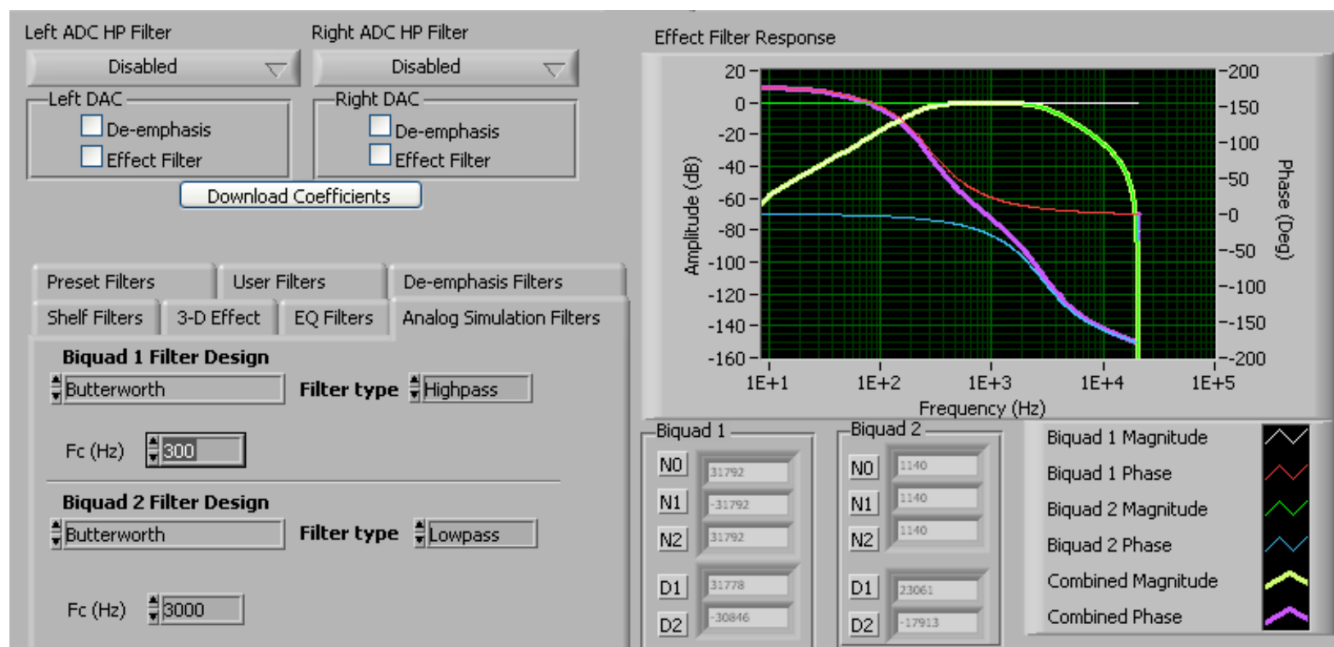 Left ADC HP Filter
Right ADC HP Filter
Disabled
Disabled
Left DAC
De-emphasis
Effect Filter
Right DAC
De-emphasis
Effect Filter
Download Coefficients
Preset Filters
User Filters
De-emphasis Filters
Shelf Filters
3-D Effect
EQ Filters
Analog Simulation Filters
Biquad 1 Filter Design
Butterworth
Filter type
Highpass
Fc (Hz)
300
Biquad 2 Filter Design
Butterworth
Filter type
Lowpass
Fc (Hz)
3000
Effect Filter Response
Amplitude (dB)
20
0
-20
-40
-60
-80
-100
-120
-140
-160
200
150
100
50
0
-50
-100
-150
-200
Phase (Deg)
1E+1
1E+2
1E+3
1E+4
1E+5
Frequency (Hz)
Biquad 1
N0 31792
N1 -31792
N2 31792
D1 31778
D2 -30846
Biquad 2
N0 1140
N1 1140
N2 1140
D1 23061
D2 -17913
Biquad 1 Magnitude
Biquad 1 Phase
Biquad 2 Magnitude
Biquad 2 Phase
Combined Magnitude
Combined Phase